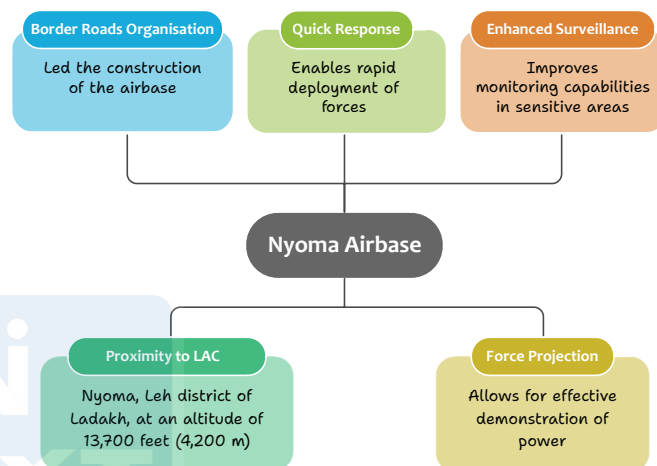 Border Roads Organisation
Led the construction
of the airbase
Quick Response
Enables rapid
deployment of
forces
Enhanced Surveillance
Improves
monitoring capabilities
in sensitive areas
Nyoma Airbase
Proximity to LAC
Nyoma, Leh district of
Ladakh, at an altitude of
13,700 feet (4,200 m)
Force Projection
Allows for effective
demonstration of
power